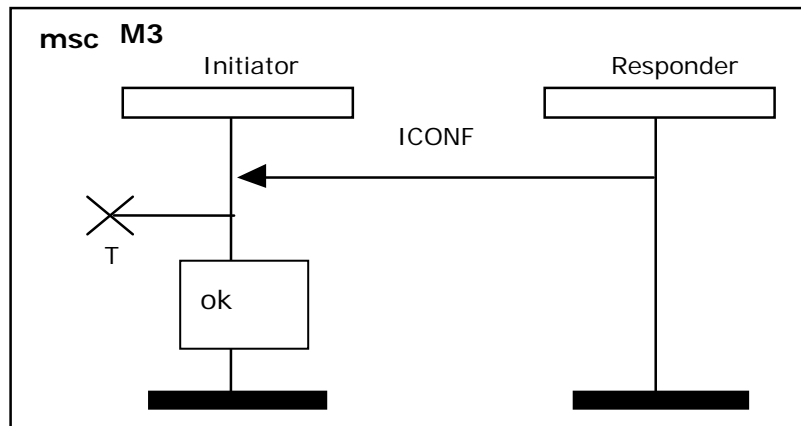 msc M3
Initiator
Responder
ICONF
T
ok